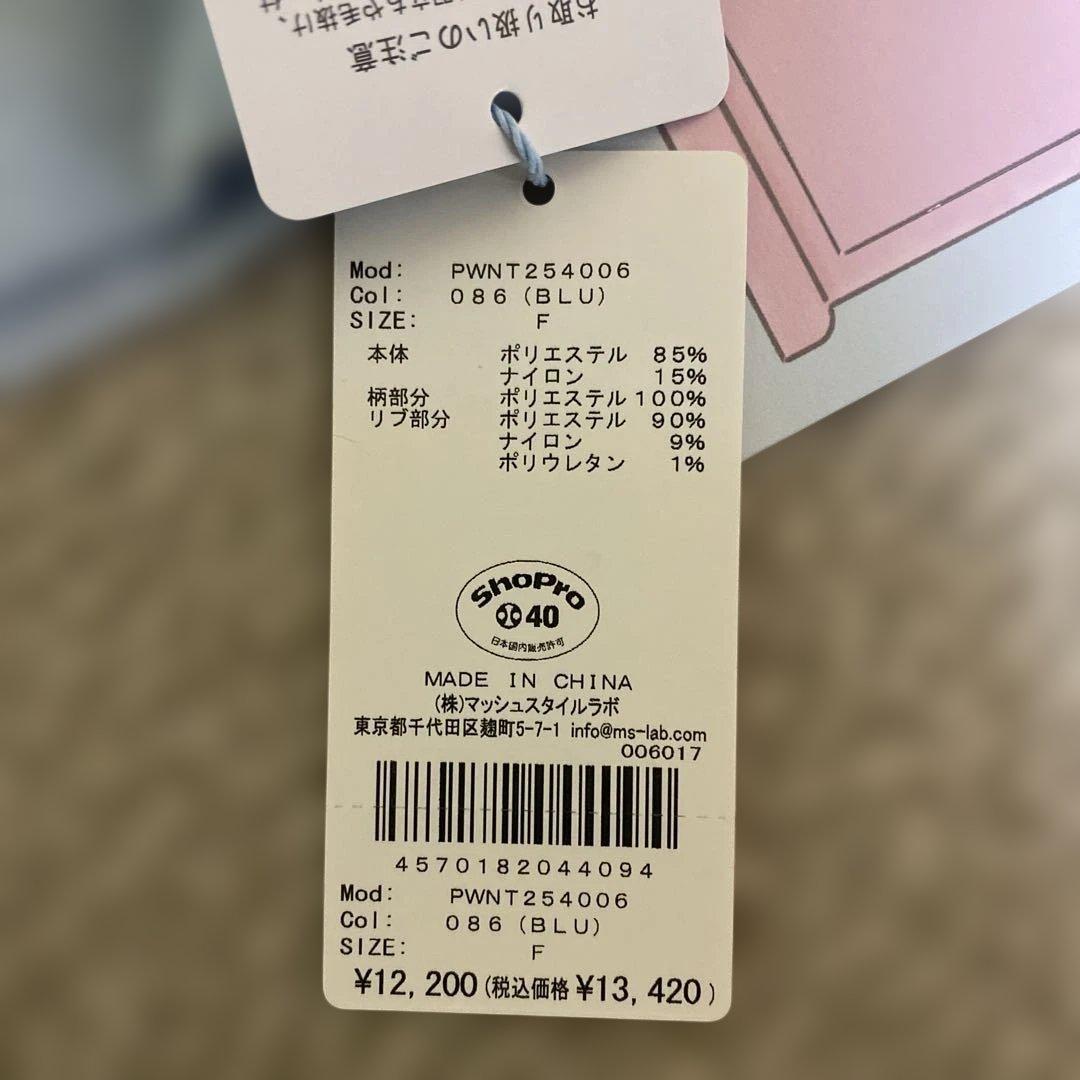 お取り扱いのご注意
Mod: PWNT254006
Col: 086 (BLU)
SIZE: F
本体 ポリエステル 85%
ナイロン 15%
柄部分 ポリエステル 100%
リブ部分 ポリエステル 90%
ナイロン 9%
ポリウレタン 1%
ShoPro
40
日本国内販売許可
MADE IN CHINA
(株)マッシュスタイルラボ
東京都千代田区麹町5-7-1 info@ms-lab.com
006017
4570182044094
Mod: PWNT254006
Col: 086 (BLU)
SIZE: F
¥12,200 (税込価格 ¥13,420)